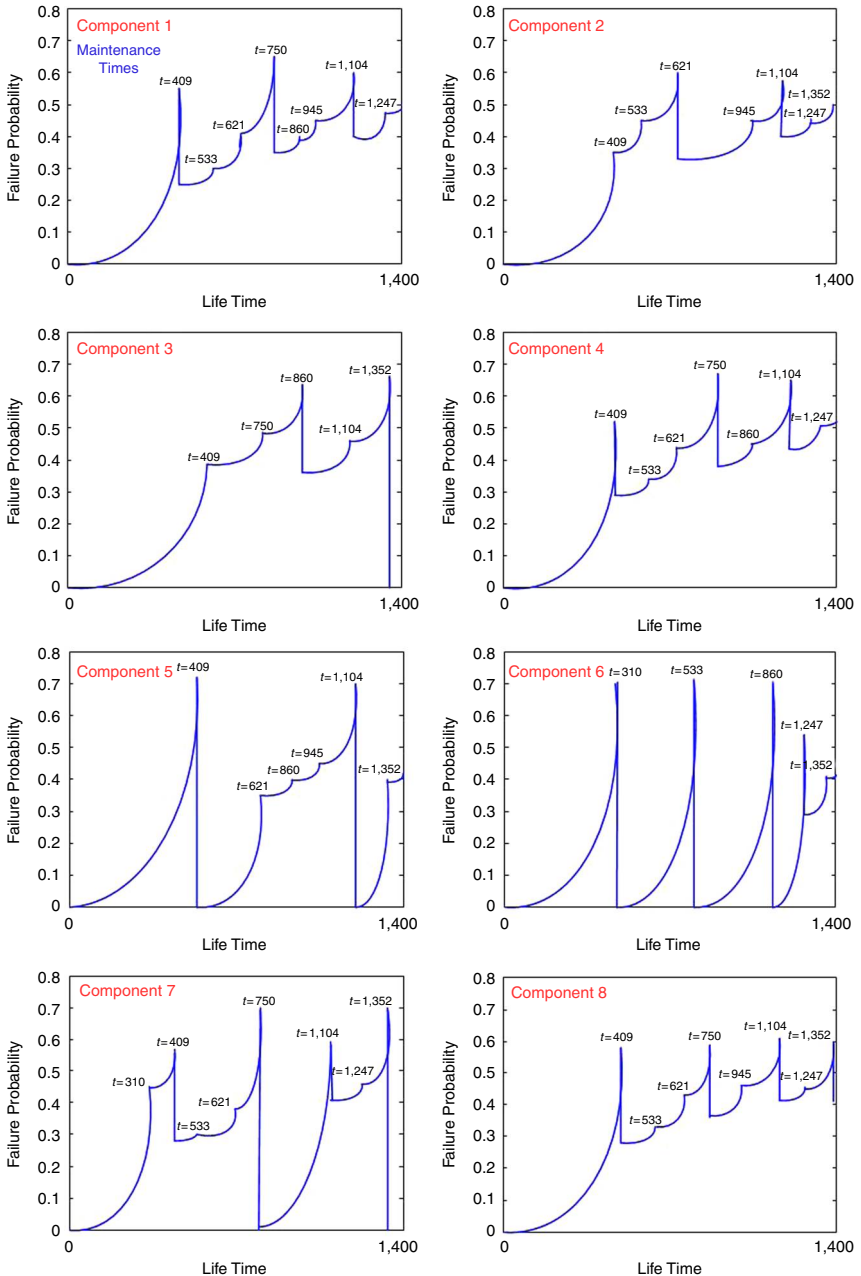 Component 1
Maintenance
Times
t=409
t=533
t=621
t=750
t=860
t=945
t=1,104
t=1,247
0.8
0.7
0.6
0.5
0.4
0.3
0.2
0.1
0
Failure Probability
0
1,400
Life Time
Component 2
t=409
t=533
t=621
t=945
t=1,104
t=1,352
t=1,247
0.8
0.7
0.6
0.5
0.4
0.3
0.2
0.1
0
Failure Probability
0
1,400
Life Time
Component 3
t=409
t=750
t=860
t=1,104
t=1,352
0.8
0.7
0.6
0.5
0.4
0.3
0.2
0.1
0
Failure Probability
0
1,400
Life Time
Component 4
t=409
t=533
t=621
t=750
t=860
t=1,104
t=1,247
0.8
0.7
0.6
0.5
0.4
0.3
0.2
0.1
0
Failure Probability
0
1,400
Life Time
Component 5
t=409
t=621
t=860
t=945
t=1,104
t=1,352
0.8
0.7
0.6
0.5
0.4
0.3
0.2
0.1
0
Failure Probability
0
1,400
Life Time
Component 6
t=310
t=533
t=860
t=1,247
t=1,352
0.8
0.7
0.6
0.5
0.4
0.3
0.2
0.1
0
Failure Probability
0
1,400
Life Time
Component 7
t=310
t=409
t=533
t=621
t=750
t=1,104
t=1,247
t=1,352
0.8
0.7
0.6
0.5
0.4
0.3
0.2
0.1
0
Failure Probability
0
1,400
Life Time
Component 8
t=409
t=533
t=621
t=750
t=945
t=1,104
t=1,247
t=1,352
0.8
0.7
0.6
0.5
0.4
0.3
0.2
0.1
0
Failure Probability
0
1,400
Life Time